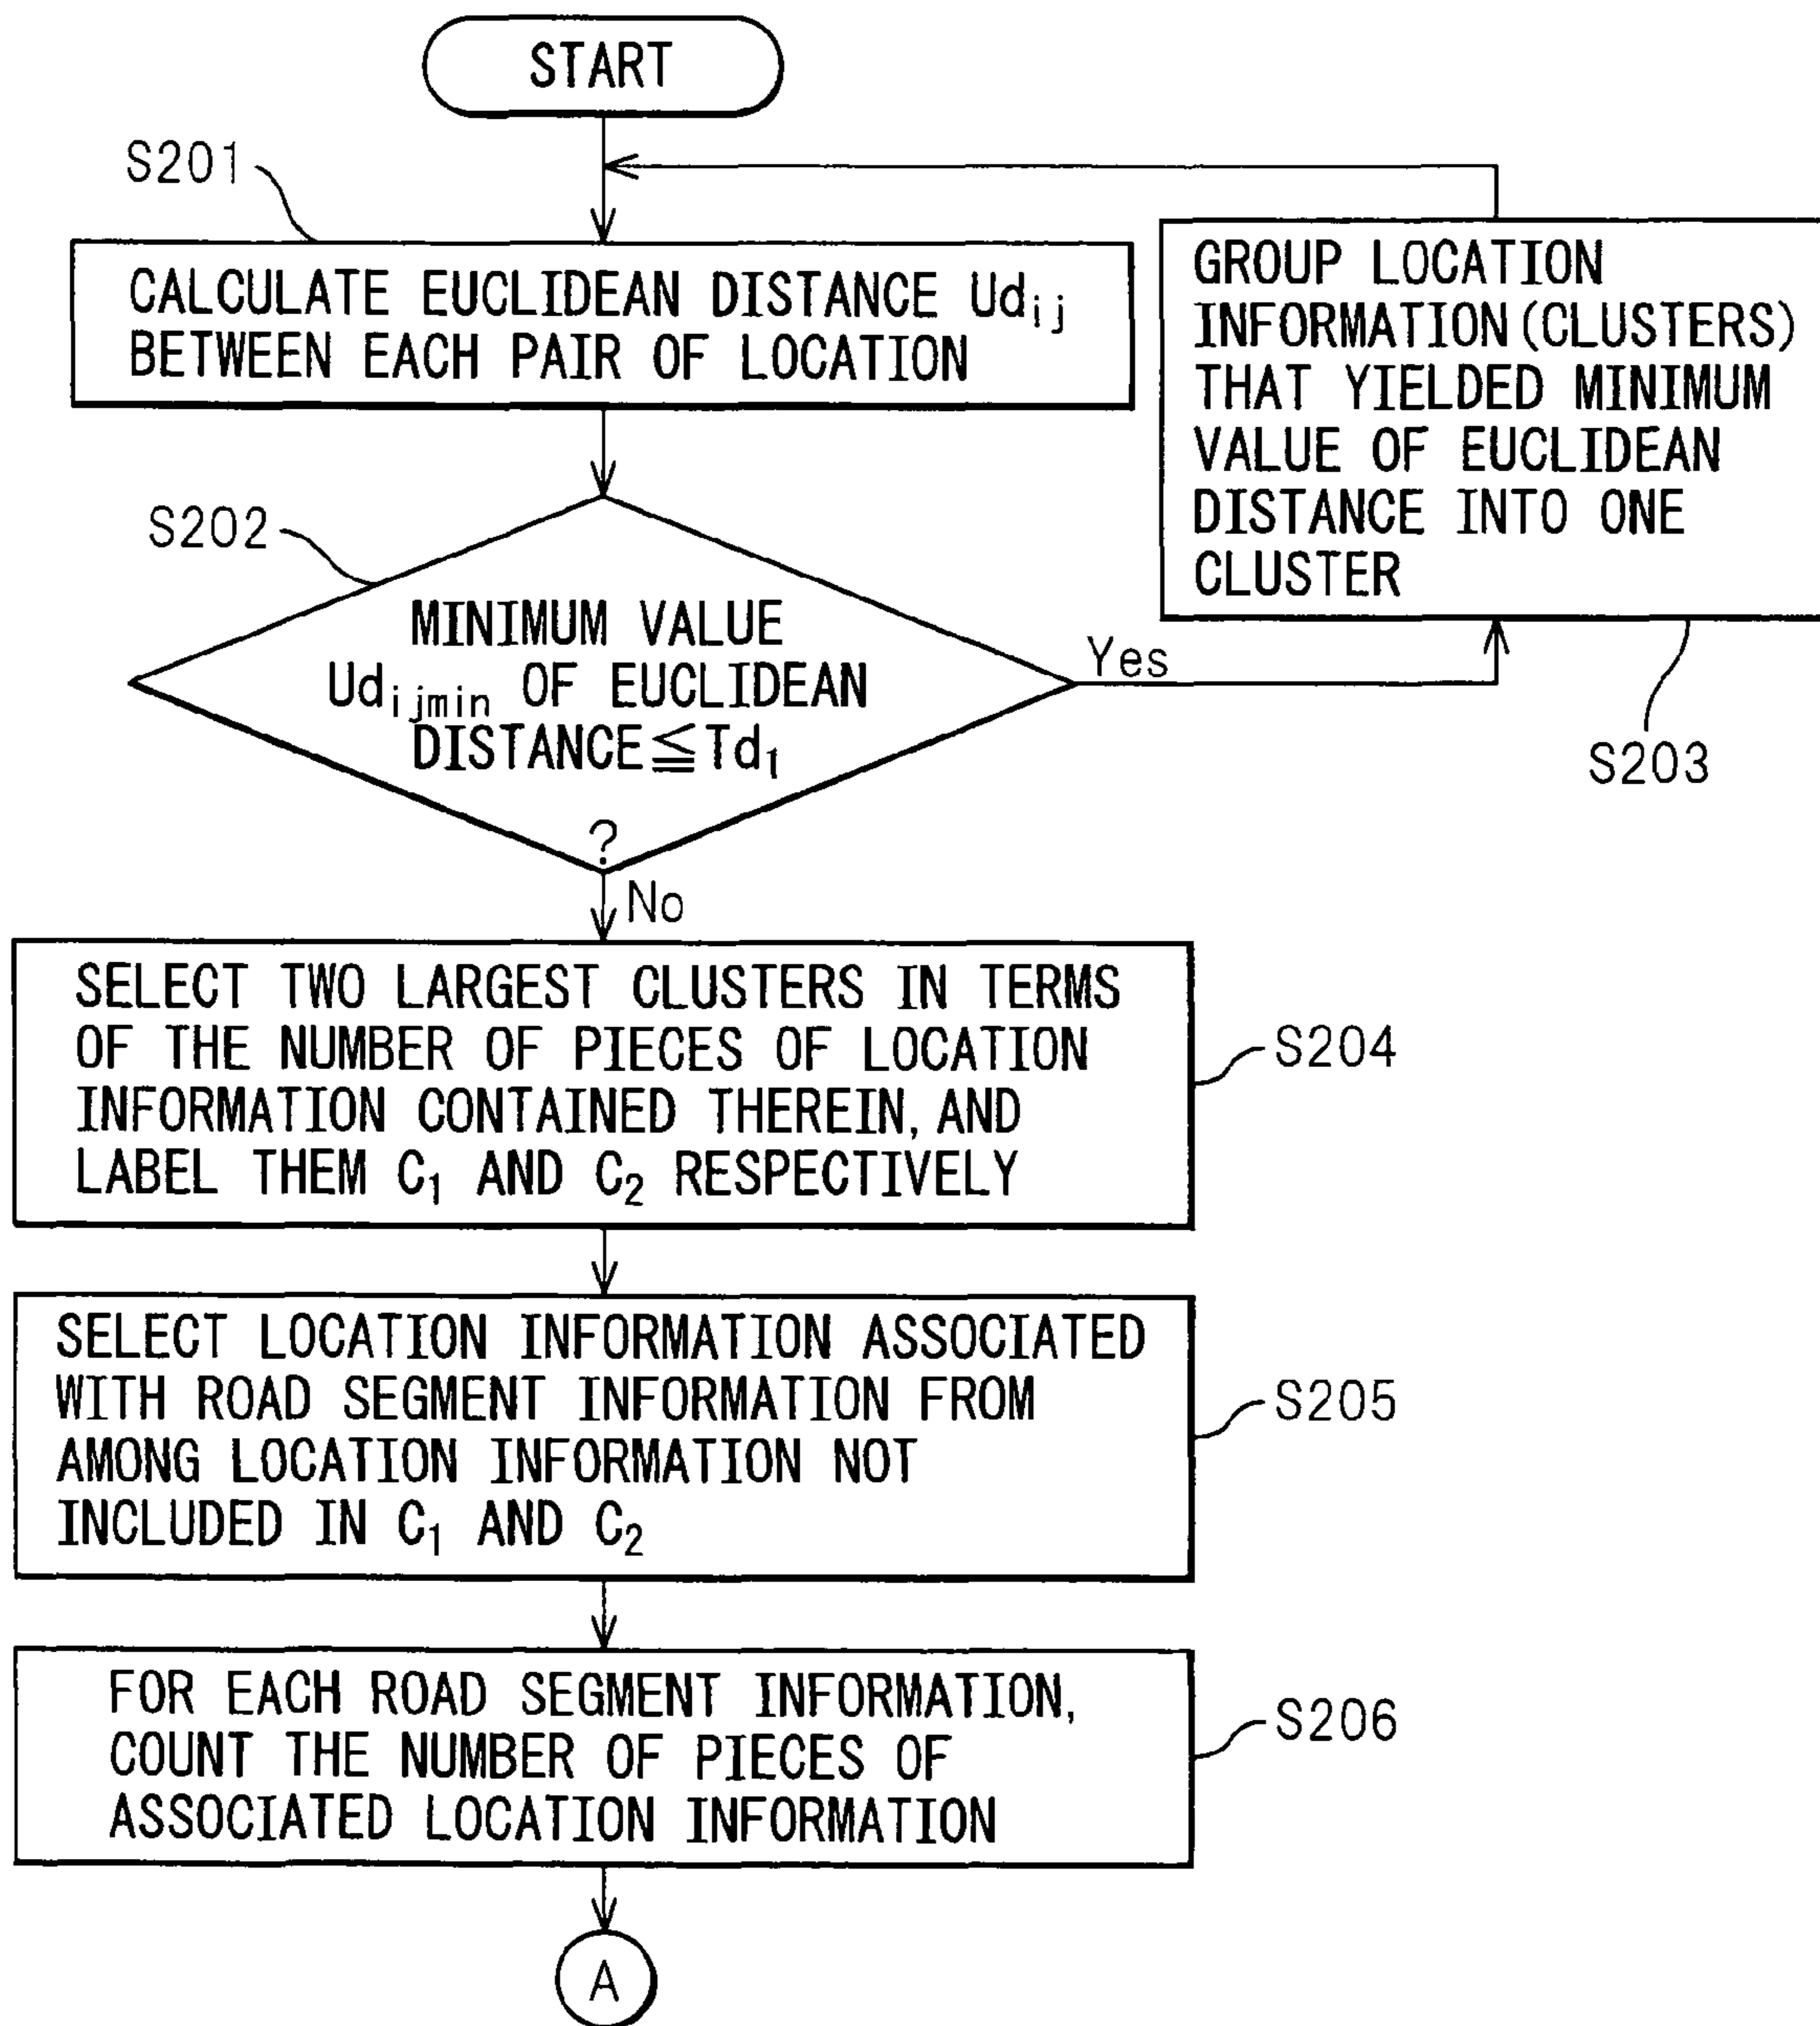 START
S201
CALCULATE EUCLIDEAN DISTANCE Ud_ij
BETWEEN EACH PAIR OF LOCATION
GROUP LOCATION
INFORMATION(CLUSTERS)
THAT YIELDED MINIMUM
VALUE OF EUCLIDEAN
DISTANCE INTO ONE
CLUSTER
S203
S202
MINIMUM VALUE
Ud_ijmin OF EUCLIDEAN
DISTANCE≦Td₁
?
Yes
No
SELECT TWO LARGEST CLUSTERS IN TERMS
OF THE NUMBER OF PIECES OF LOCATION
INFORMATION CONTAINED THEREIN, AND
LABEL THEM C₁ AND C₂ RESPECTIVELY
S204
SELECT LOCATION INFORMATION ASSOCIATED
WITH ROAD SEGMENT INFORMATION FROM
AMONG LOCATION INFORMATION NOT
INCLUDED IN C₁ AND C₂
S205
FOR EACH ROAD SEGMENT INFORMATION,
COUNT THE NUMBER OF PIECES OF
ASSOCIATED LOCATION INFORMATION
S206
A